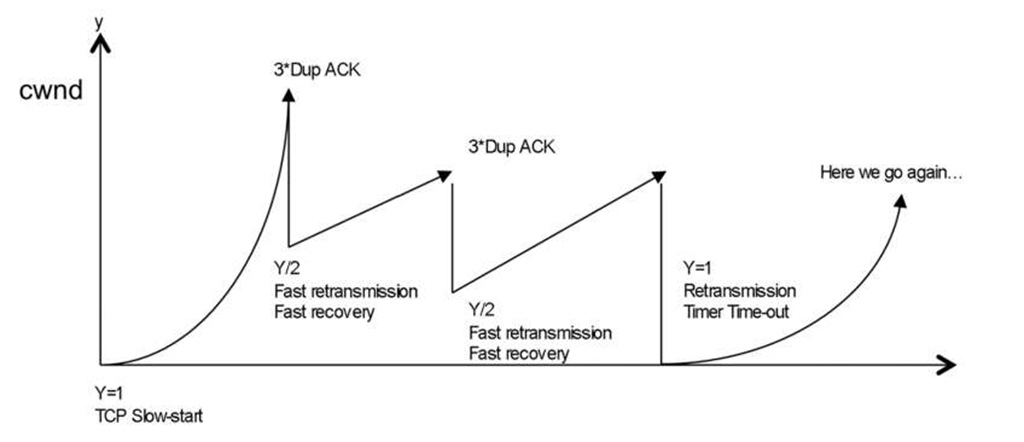 y
cwnd
3*Dup ACK
3*Dup ACK
Here we go again…
Y/2
Fast retransmission
Fast recovery
Y/2
Fast retransmission
Fast recovery
Y=1
Retransmission
Timer Time-out
Y=1
TCP Slow-start